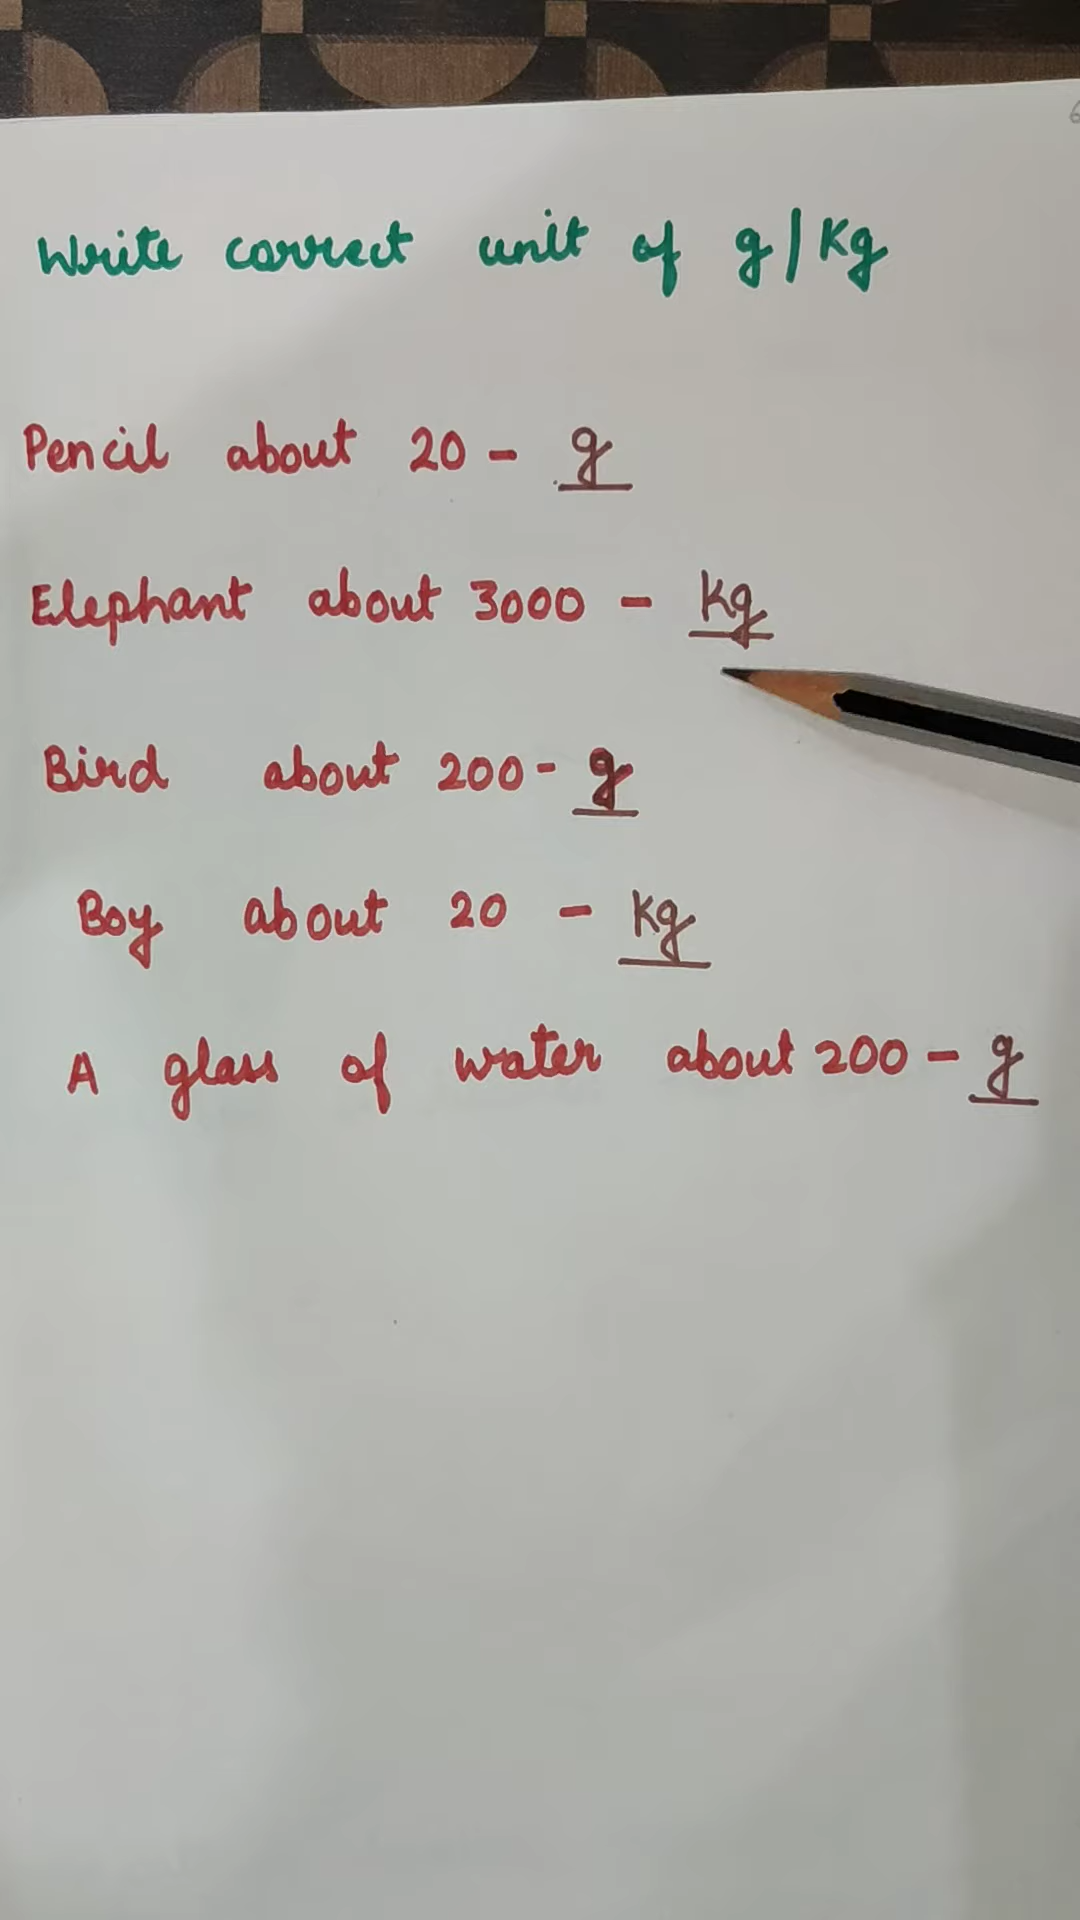 Write correct unit of g/Kg
Pencil about 20 - g
Elephant about 3000 - Kg
Bird about 200 - g
Boy about 20 - Kg
A glass of water about 200 - g